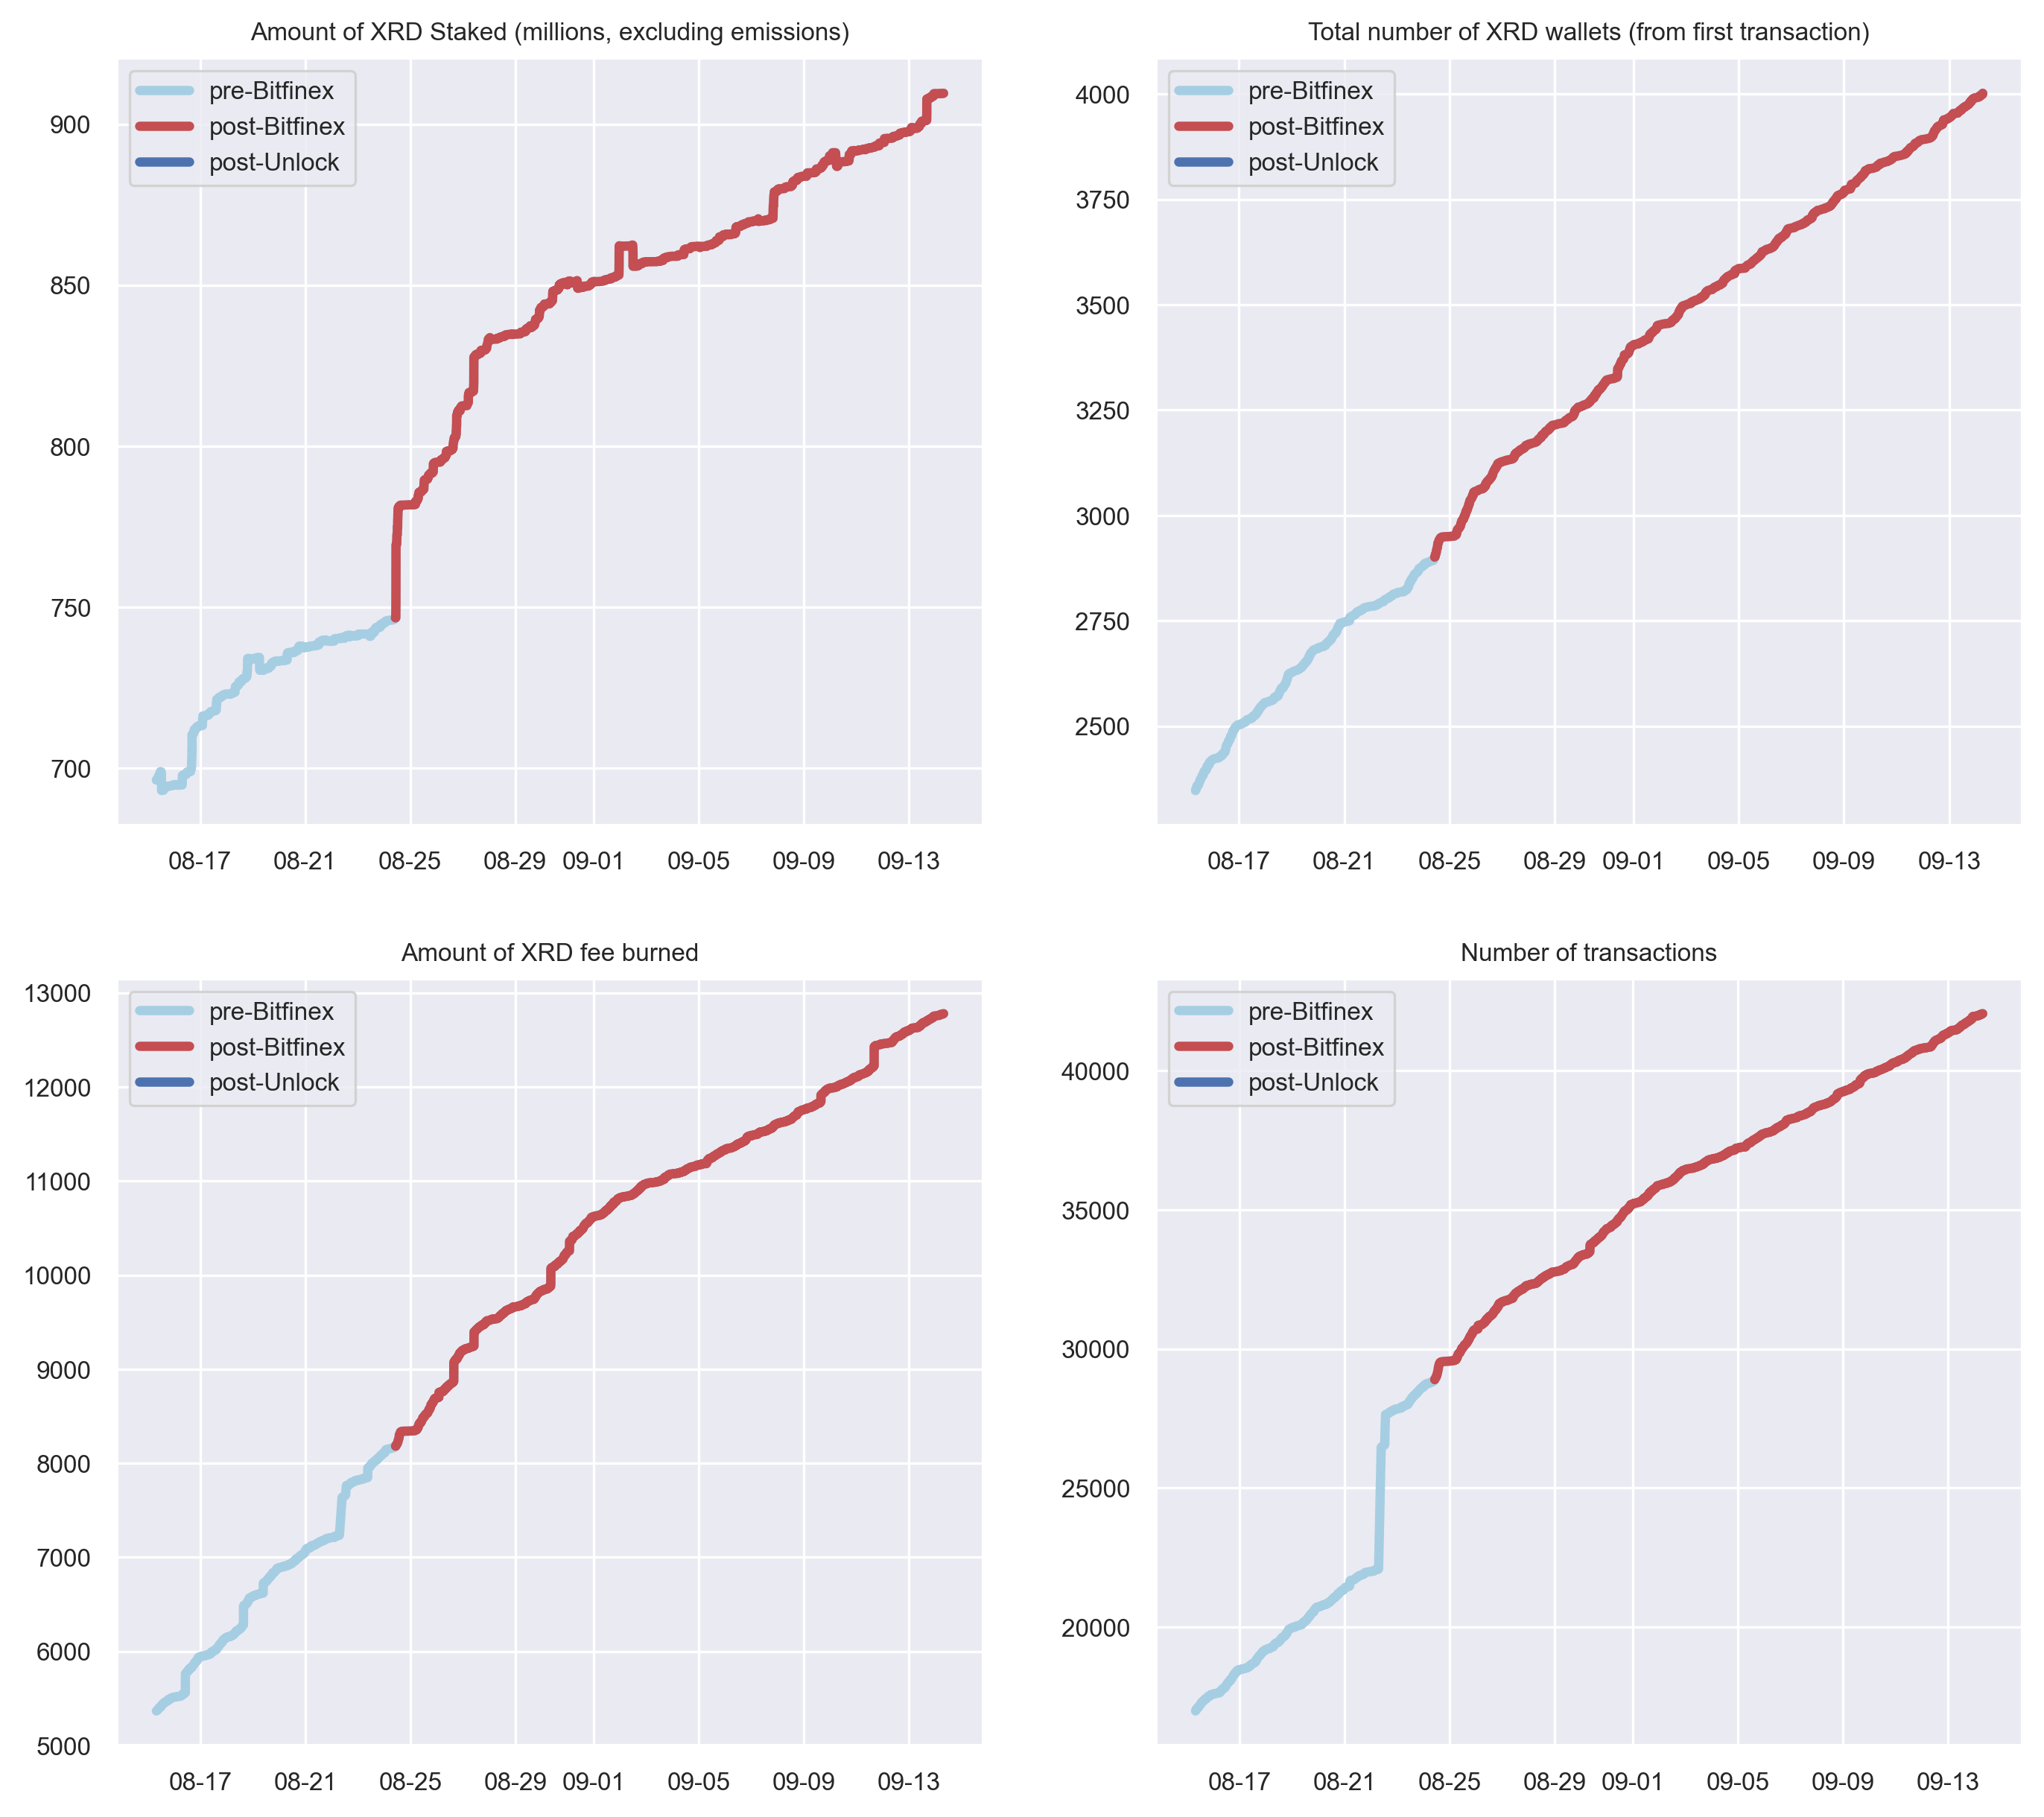 Amount of XRD Staked (millions, excluding emissions)
pre-Bitfinex
post-Bitfinex
post-Unlock
900
850
800
750
700
08-17 08-21 08-25 08-29 09-01 09-05 09-09 09-13
Total number of XRD wallets (from first transaction)
pre-Bitfinex
post-Bitfinex
post-Unlock
4000
3750
3500
3250
3000
2750
2500
08-17 08-21 08-25 08-29 09-01 09-05 09-09 09-13
Amount of XRD fee burned
pre-Bitfinex
post-Bitfinex
post-Unlock
13000
12000
11000
10000
9000
8000
7000
6000
5000
08-17 08-21 08-25 08-29 09-01 09-05 09-09 09-13
Number of transactions
pre-Bitfinex
post-Bitfinex
post-Unlock
40000
35000
30000
25000
20000
08-17 08-21 08-25 08-29 09-01 09-05 09-09 09-13